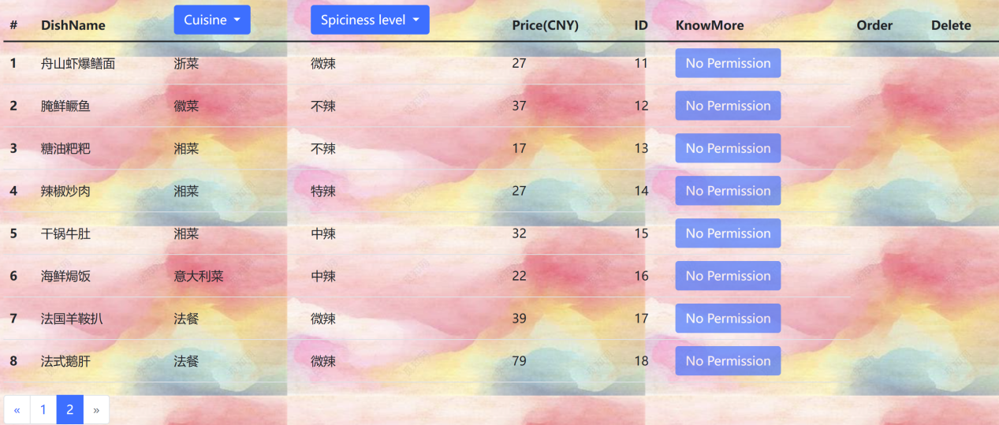 # DishName Cuisine Spiciness level Price(CNY) ID KnowMore Order Delete
1 舟山虾爆鳝面 浙菜 微辣 27 11 No Permission
2 腌鲜鳜鱼 徽菜 不辣 37 12 No Permission
3 糖油粑粑 湘菜 不辣 17 13 No Permission
4 辣椒炒肉 湘菜 特辣 27 14 No Permission
5 干锅牛肚 湘菜 中辣 32 15 No Permission
6 海鲜焗饭 意大利菜 中辣 22 16 No Permission
7 法国羊鞍扒 法餐 微辣 39 17 No Permission
8 法式鹅肝 法餐 微辣 79 18 No Permission
« 1 2 »